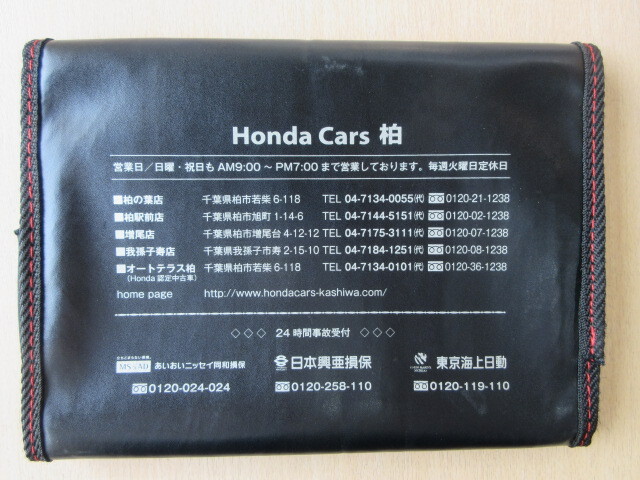 Honda Cars 柏
営業日／日曜・祝日も AM9:00 ～ PM7:00 まで営業しております。毎週火曜日定休日
■柏の葉店 千葉県柏市若柴 6-118 TEL 04-7134-0055(代) 0120-21-1238
■柏駅前店 千葉県柏市旭町 1-14-6 TEL 04-7144-5151(代) 0120-02-1238
■増尾店 千葉県柏市増尾台 4-12-12 TEL 04-7175-3111(代) 0120-07-1238
■我孫子寿店 千葉県我孫子市寿 2-15-10 TEL 04-7184-1251(代) 0120-08-1238
■オートテラス柏 千葉県柏市若柴 6-118 TEL 04-7134-0101(代) 0120-36-1238
(Honda 認定中古車)
home page http://www.hondacars-kashiwa.com/
◇◇◇ 24 時間事故受付 ◇◇◇
MS&AD あいおいニッセイ同和損保 日本興亜損保 東京海上日動
0120-024-024 0120-258-110 0120-119-110